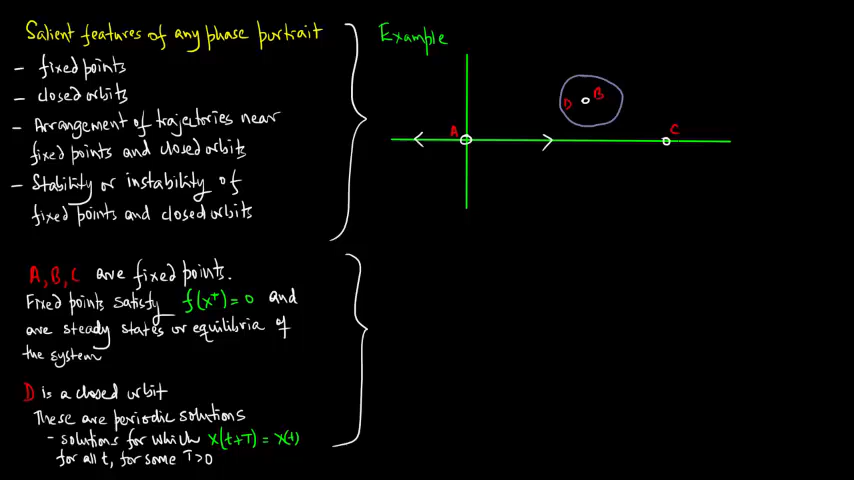 Salient features of any phase portrait
- fixed points
- closed orbits
- Arrangement of trajectories near
fixed points and closed orbits
- Stability or instability of
fixed points and closed orbits
A, B, C are fixed points.
Fixed points satisfy f(x*) = 0 and
are steady states or equilibria of
the system
D is a closed orbit
These are periodic solutions
- solutions for which x(t+T) = x(t)
for all t, for some T>0
Example
A
D
B
C